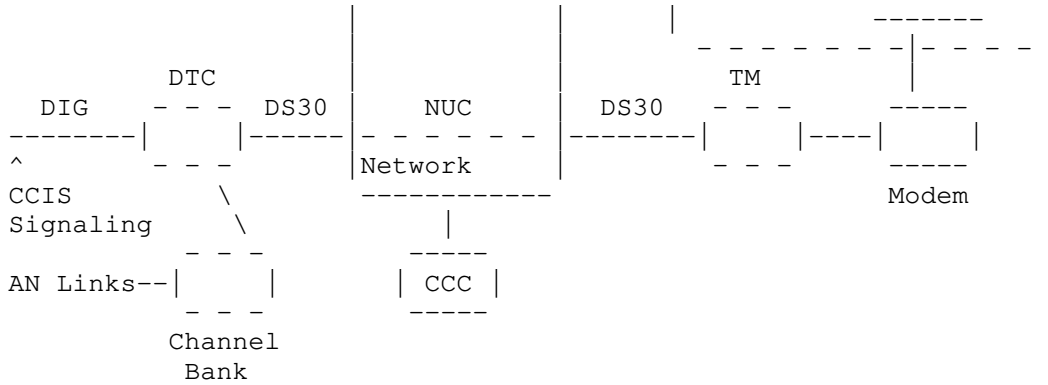 DTC TM
DIG DS30 NUC DS30
^ Network
CCIS Modem
Signaling
AN Links CCC
Channel
Bank